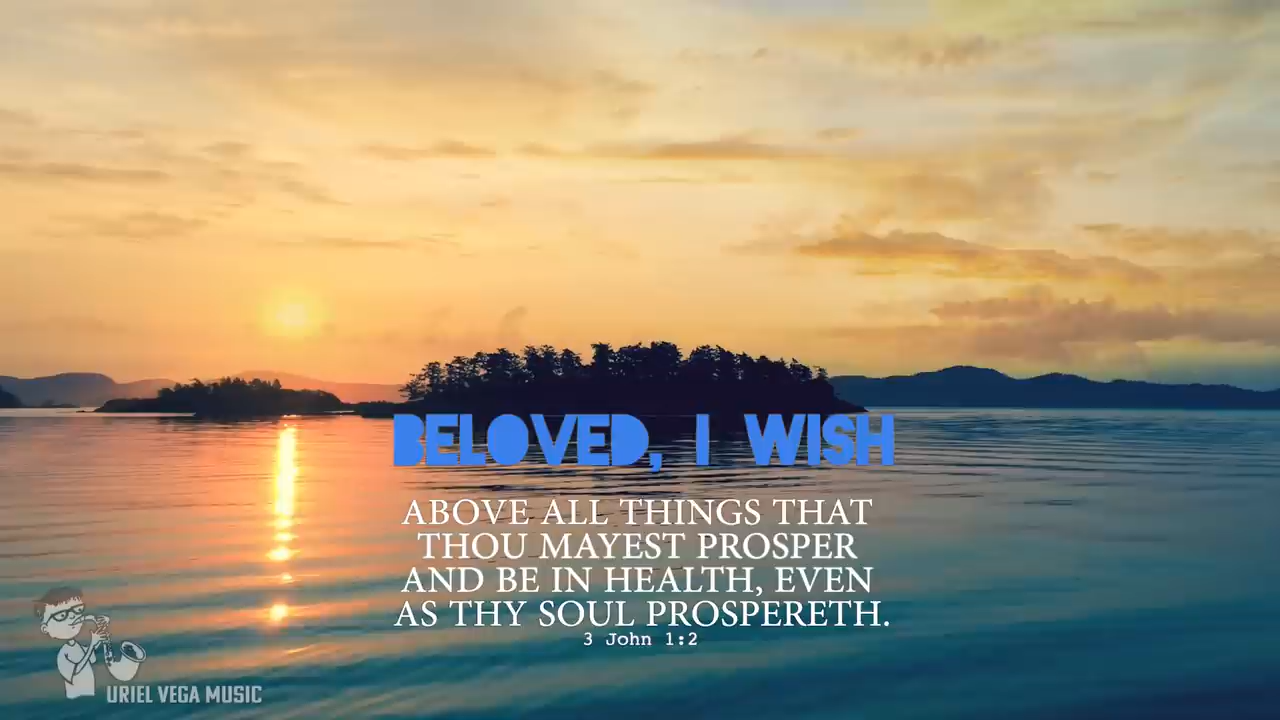 BELOVED, I WISH
ABOVE ALL THINGS THAT
THOU MAYEST PROSPER
AND BE IN HEALTH, EVEN
AS THY SOUL PROSPERETH.
3 John 1:2
URIEL VEGA MUSIC